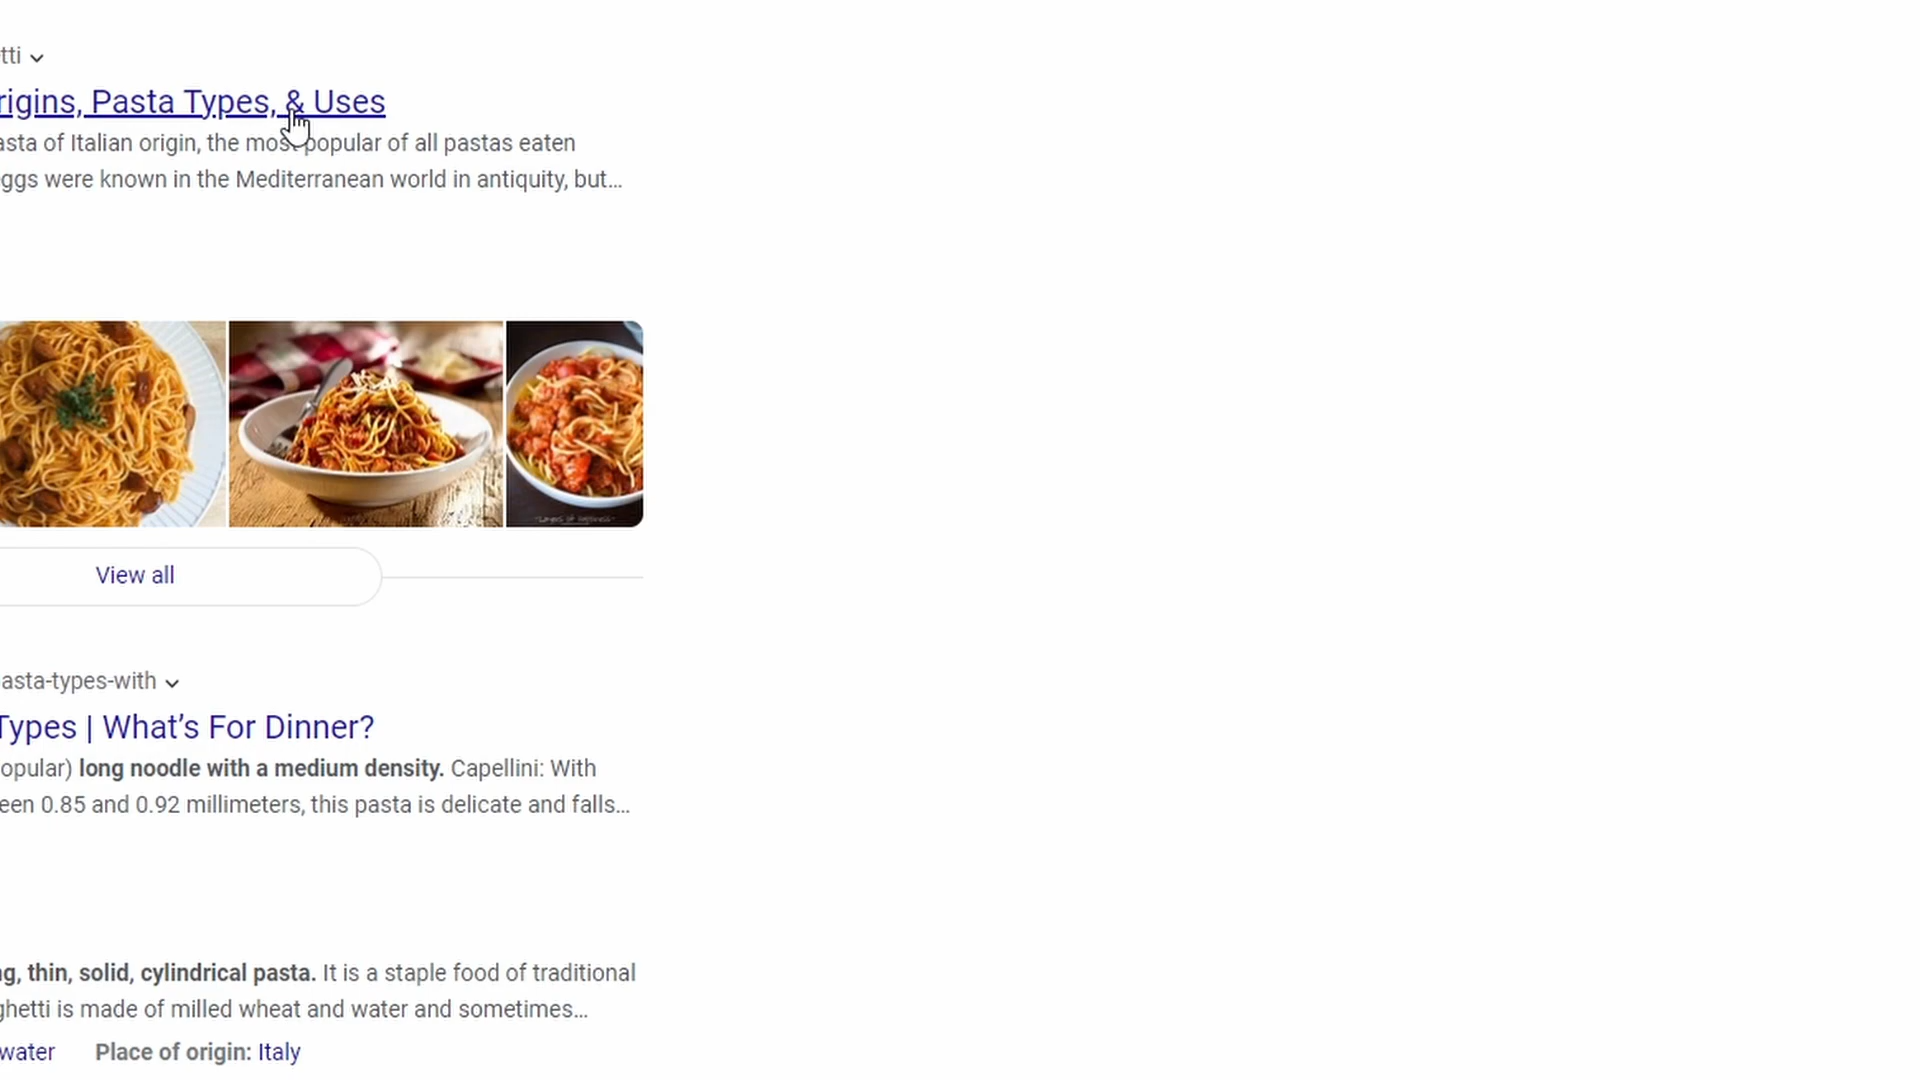 tti
rigins, Pasta Types, & Uses
asta of Italian origin, the most popular of all pastas eaten
ggs were known in the Mediterranean world in antiquity, but...
View all
asta-types-with
Types | What’s For Dinner?
opular) long noodle with a medium density. Capellini: With
een 0.85 and 0.92 millimeters, this pasta is delicate and falls...
ng, thin, solid, cylindrical pasta. It is a staple food of traditional
ghetti is made of milled wheat and water and sometimes...
water Place of origin: Italy